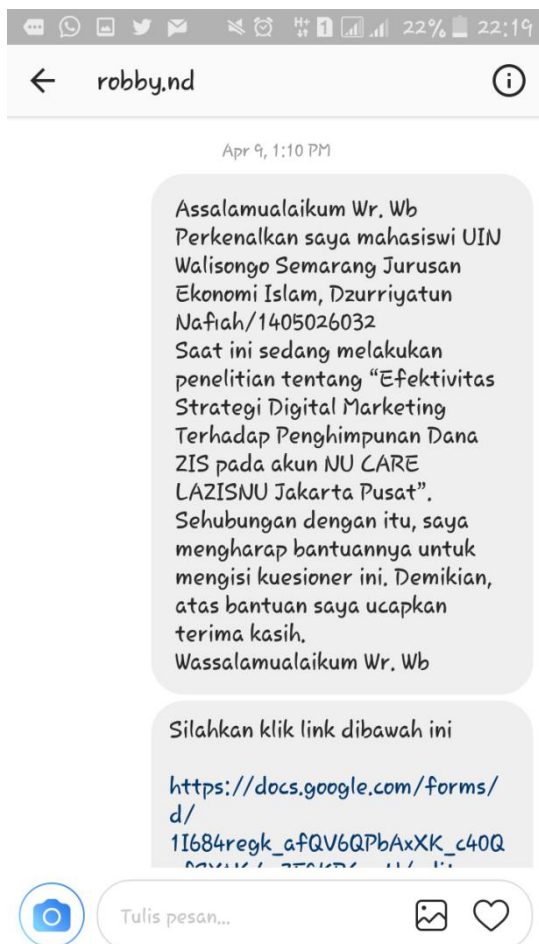 22% 22:19
robby.nd
Apr 9, 1:10 PM
Assalamualaikum Wr. Wb
Perkenalkan saya mahasiswi UIN
Walisongo Semarang Jurusan
Ekonomi Islam, Dzurriyatun
Nafiah/1405026032
Saat ini sedang melakukan
penelitian tentang “Efektivitas
Strategi Digital Marketing
Terhadap Penghimpunan Dana
ZIS pada akun NU CARE
LAZISNU Jakarta Pusat”.
Sehubungan dengan itu, saya
mengharap bantuannya untuk
mengisi kuesioner ini. Demikian,
atas bantuan saya ucapkan
terima kasih.
Wassalamualaikum Wr. Wb
Silahkan klik link dibawah ini
https://docs.google.com/forms/
d/
1I684regk_afQV6QPbAxXK_c40Q
Tulis pesan...